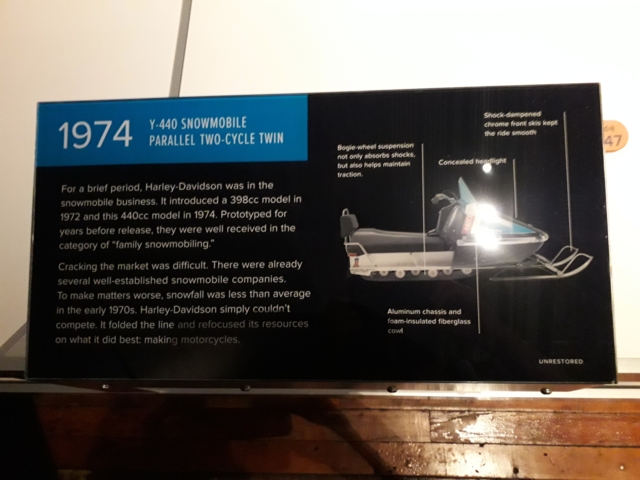 1974
Y-440 SNOWMOBILE
PARALLEL TWO-CYCLE TWIN
For a brief period, Harley-Davidson was in the
snowmobile business. It introduced a 398cc model in
1972 and this 440cc model in 1974. Prototyped for
years before release, they were well received in the
category of "family snowmobiling."
Cracking the market was difficult. There were already
several well-established snowmobile companies.
To make matters worse, snowfall was less than average
in the early 1970s. Harley-Davidson simply couldn't
compete. It folded the line and refocused its resources
on what it did best: making motorcycles.
Bogie-wheel suspension
not only absorbs shocks,
but also helps maintain
traction.
Shock-dampened
chrome front skis kept
the ride smooth
Concealed headlight
Aluminum chassis and
foam-insulated fiberglass
cowl
UNRESTORED
47